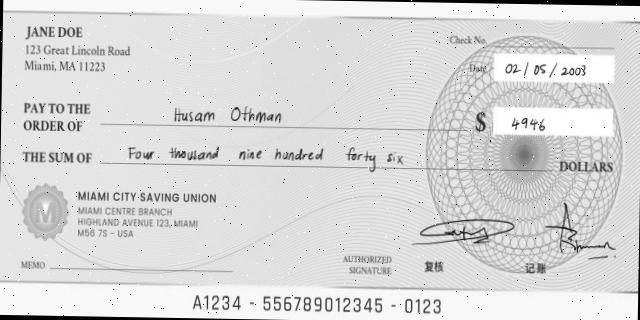 JANE DOE
123 Great Lincoln Road
Miami, MA 11223
Check No.
Date 02/05/2003
PAY TO THE
ORDER OF Husam Othman
$ 4946
THE SUM OF Four thousand nine hundred forty six DOLLARS
MIAMI CITY SAVING UNION
MIAMI CENTRE BRANCH
HIGHLAND AVENUE 123, MIAMI
M56 7S - USA
M
MEMO
AUTHORIZED
SIGNATURE
复核 记账
A1234 - 556789012345 - 0123